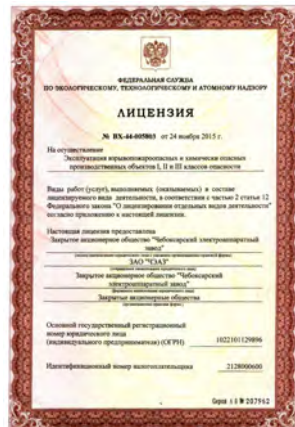 ФЕДЕРАЛЬНАЯ СЛУЖБА
ПО ЭКОЛОГИЧЕСКОМУ, ТЕХНОЛОГИЧЕСКОМУ И АТОМНОМУ НАДЗОРУ
ЛИЦЕНЗИЯ
№ ВХ-44-005803 от 24 ноября 2015 г.
На осуществление
Эксплуатация взрывопожароопасных и химически опасных
производственных объектов I, II и III классов опасности
Виды работ (услуг), выполняемых (оказываемых) в составе
лицензируемого вида деятельности, в соответствии с частью 2 статьи 12
Федерального закона "О лицензировании отдельных видов деятельности"
согласно приложению к настоящей лицензии.
Настоящая лицензия предоставлена
Закрытое акционерное общество "Чебоксарский электроаппаратный
завод"
ЗАО "ЧЭАЗ"
Закрытое акционерное общество "Чебоксарский
электроаппаратный завод"
Закрытые акционерные общества
Основной государственный регистрационный
номер юридического лица
(индивидуального предпринимателя) (ОГРН) 1022101129896
Идентификационный номер налогоплательщика 2128000600
Серия А В № 207962